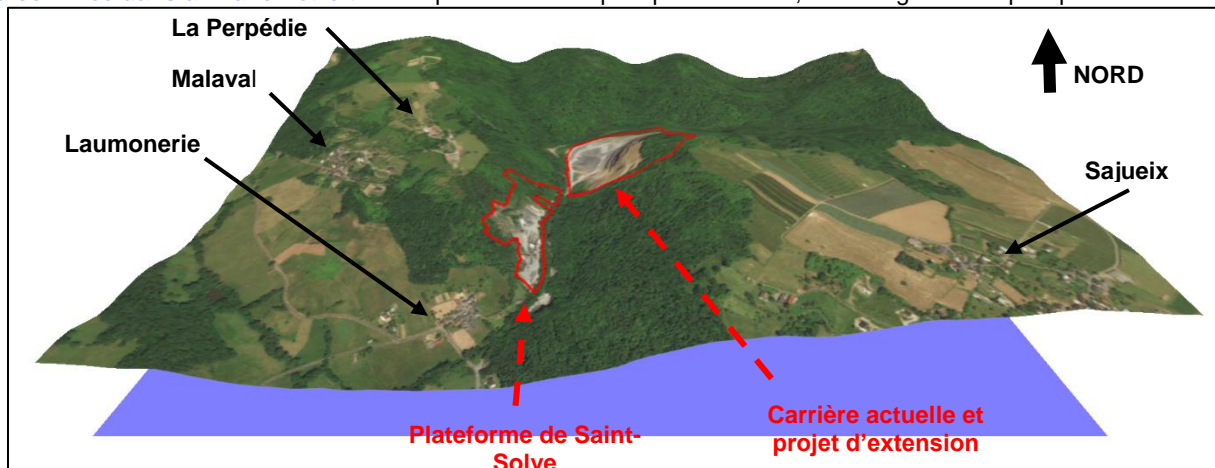 La Perpédie
NORD
Malaval
Laumonerie
Sajueix
Plateforme de Saint-
Solve
Carrière actuelle et
projet d'extension